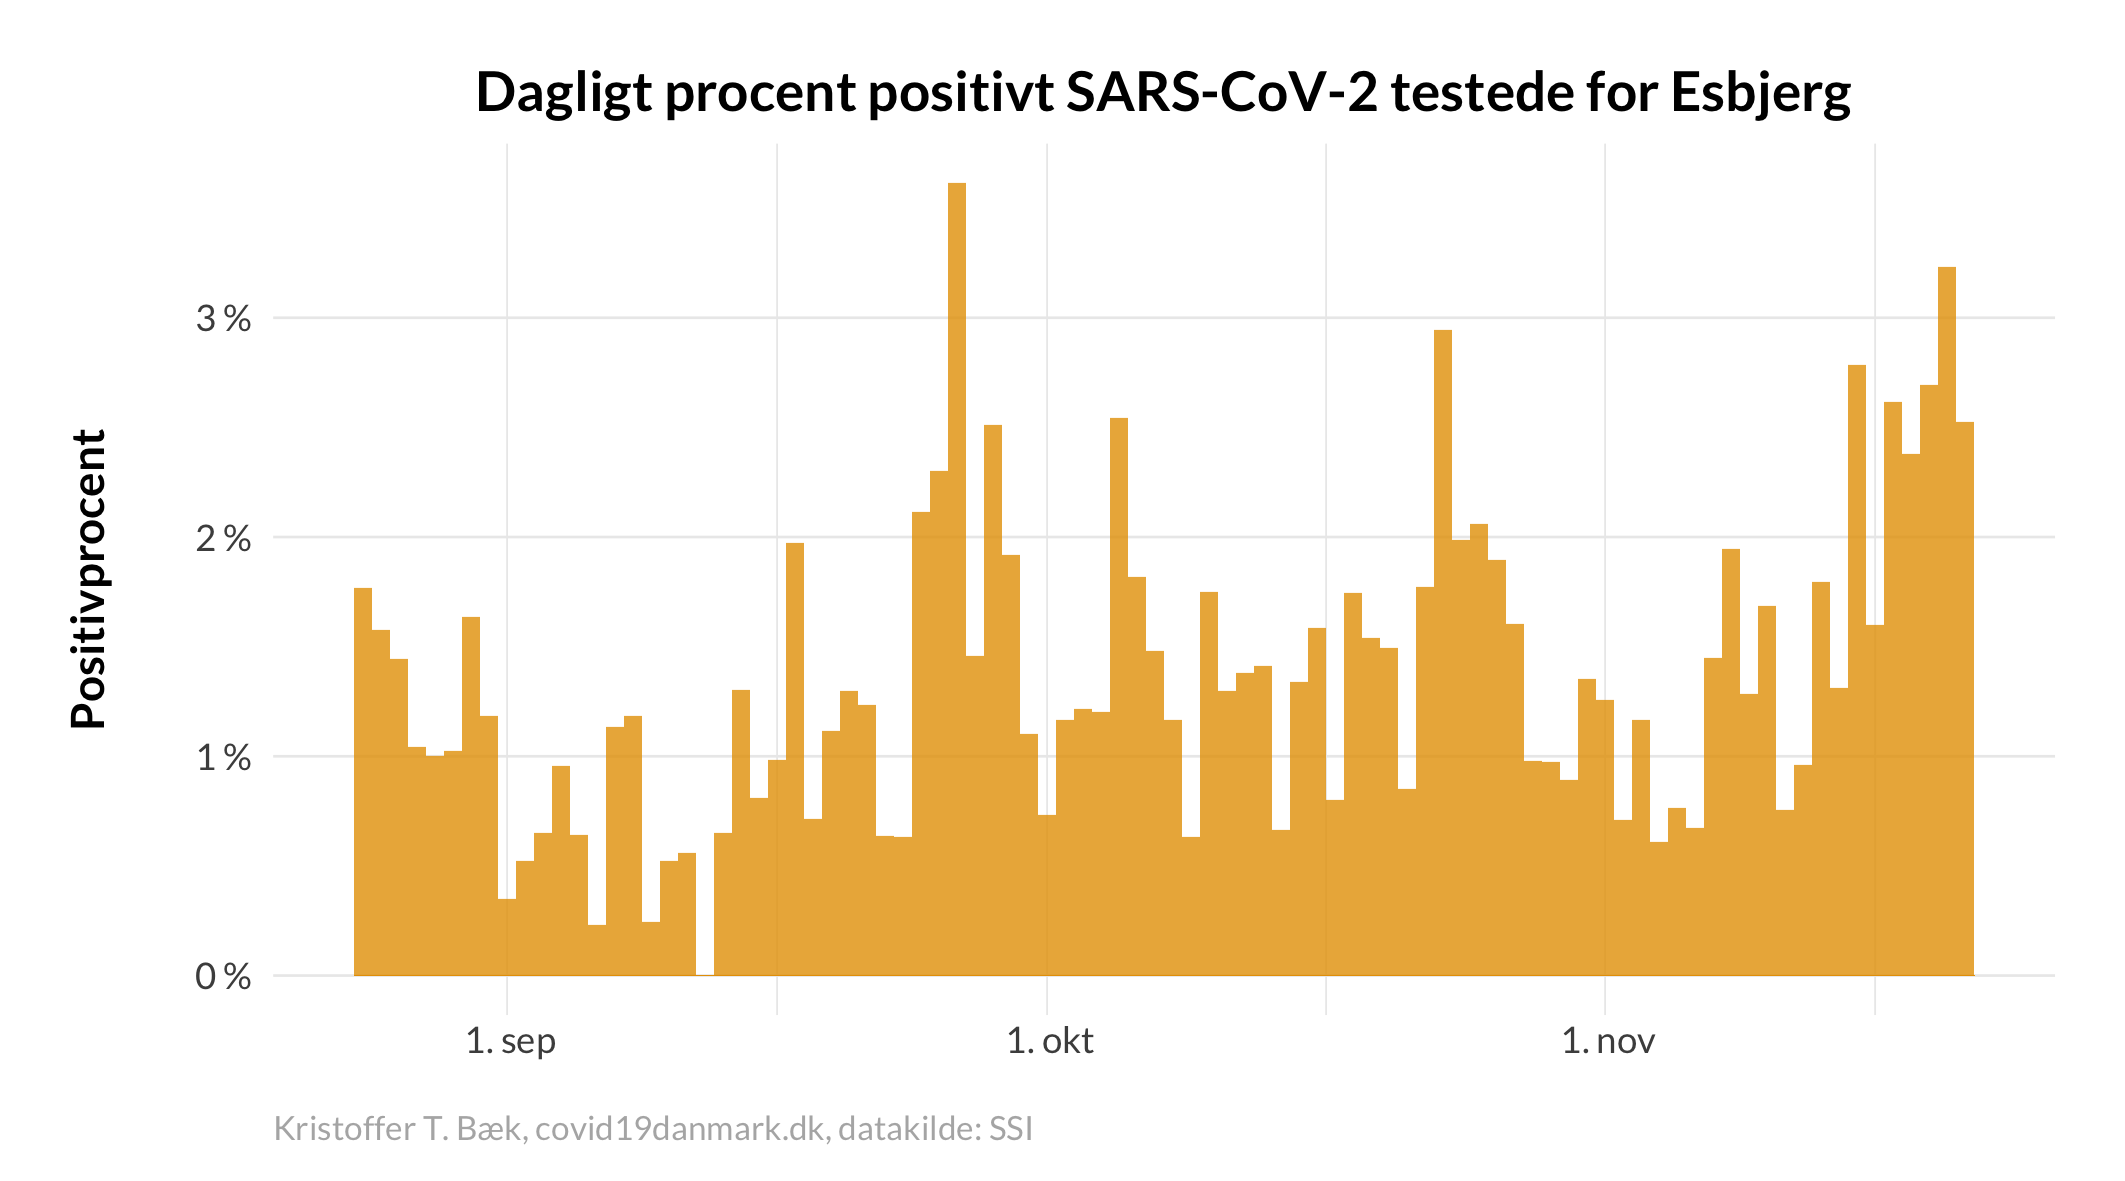 Dagligt procent positivt SARS-CoV-2 testede for Esbjerg
Positivprocent
3 %
2 %
1 %
0 %
1. sep
1. okt
1. nov
Kristoffer T. Bæk, covid19danmark.dk, datakilde: SSI